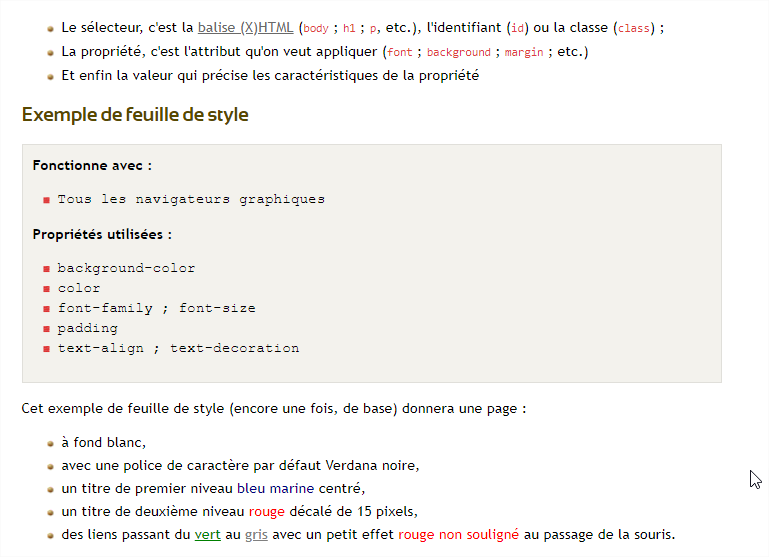 Le sélecteur, c'est la balise (X)HTML (body ; h1 ; p, etc.), l'identifiant (id) ou la classe (class) ;
La propriété, c'est l'attribut qu'on veut appliquer (font ; background ; margin ; etc.)
Et enfin la valeur qui précise les caractéristiques de la propriété
Exemple de feuille de style
Fonctionne avec :
Tous les navigateurs graphiques
Propriétés utilisées :
background-color
color
font-family ; font-size
padding
text-align ; text-decoration
Cet exemple de feuille de style (encore une fois, de base) donnera une page :
à fond blanc,
avec une police de caractère par défaut Verdana noire,
un titre de premier niveau bleu marine centré,
un titre de deuxième niveau rouge décalé de 15 pixels,
des liens passant du vert au gris avec un petit effet rouge non souligné au passage de la souris.